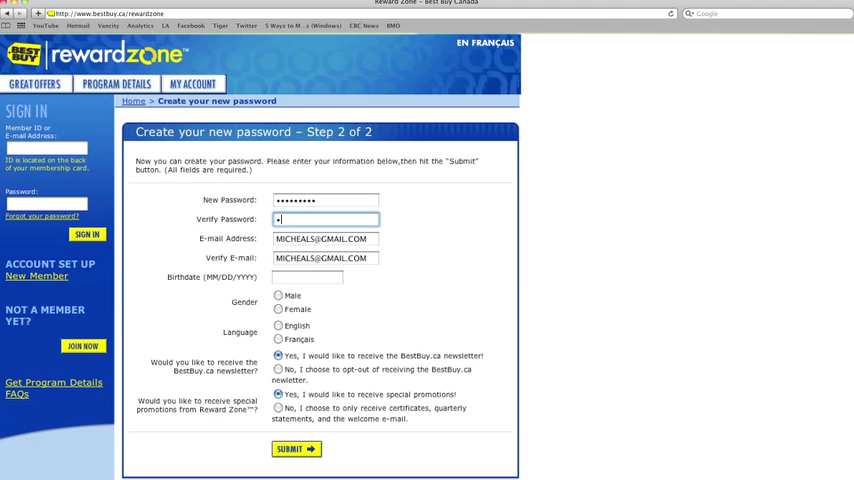 Reward Zone – Best Buy Canada
http://www.bestbuy.ca/rewardzone
Google
YouTube Hotmail Vancity Analytics LA Facebook Tiger Twitter 5 Ways to M...s (Windows) CBC News BMO
BEST BUY rewardzone™
EN FRANÇAIS
GREAT OFFERS PROGRAM DETAILS MY ACCOUNT
Home > Create your new password
SIGN IN
Member ID or
E-mail Address:
ID is located on the back
of your membership card.
Password:
Forgot your password?
SIGN IN
ACCOUNT SET UP
New Member
NOT A MEMBER
YET?
JOIN NOW
Get Program Details
FAQs
Create your new password – Step 2 of 2
Now you can create your password. Please enter your information below,then hit the "Submit"
button. (All fields are required.)
New Password: •••••••••
Verify Password: •
E-mail Address: MICHEALS@GMAIL.COM
Verify E-mail: MICHEALS@GMAIL.COM
Birthdate (MM/DD/YYYY)
Gender
Male
Female
Language
English
Français
Would you like to receive the
BestBuy.ca newsletter?
Yes, I would like to receive the BestBuy.ca newsletter!
No, I choose to opt-out of receiving the BestBuy.ca
newletter.
Would you like to receive special
promotions from Reward Zone™?
Yes, I would like to receive special promotions!
No, I choose to only receive certificates, quarterly
statements, and the welcome e-mail.
SUBMIT